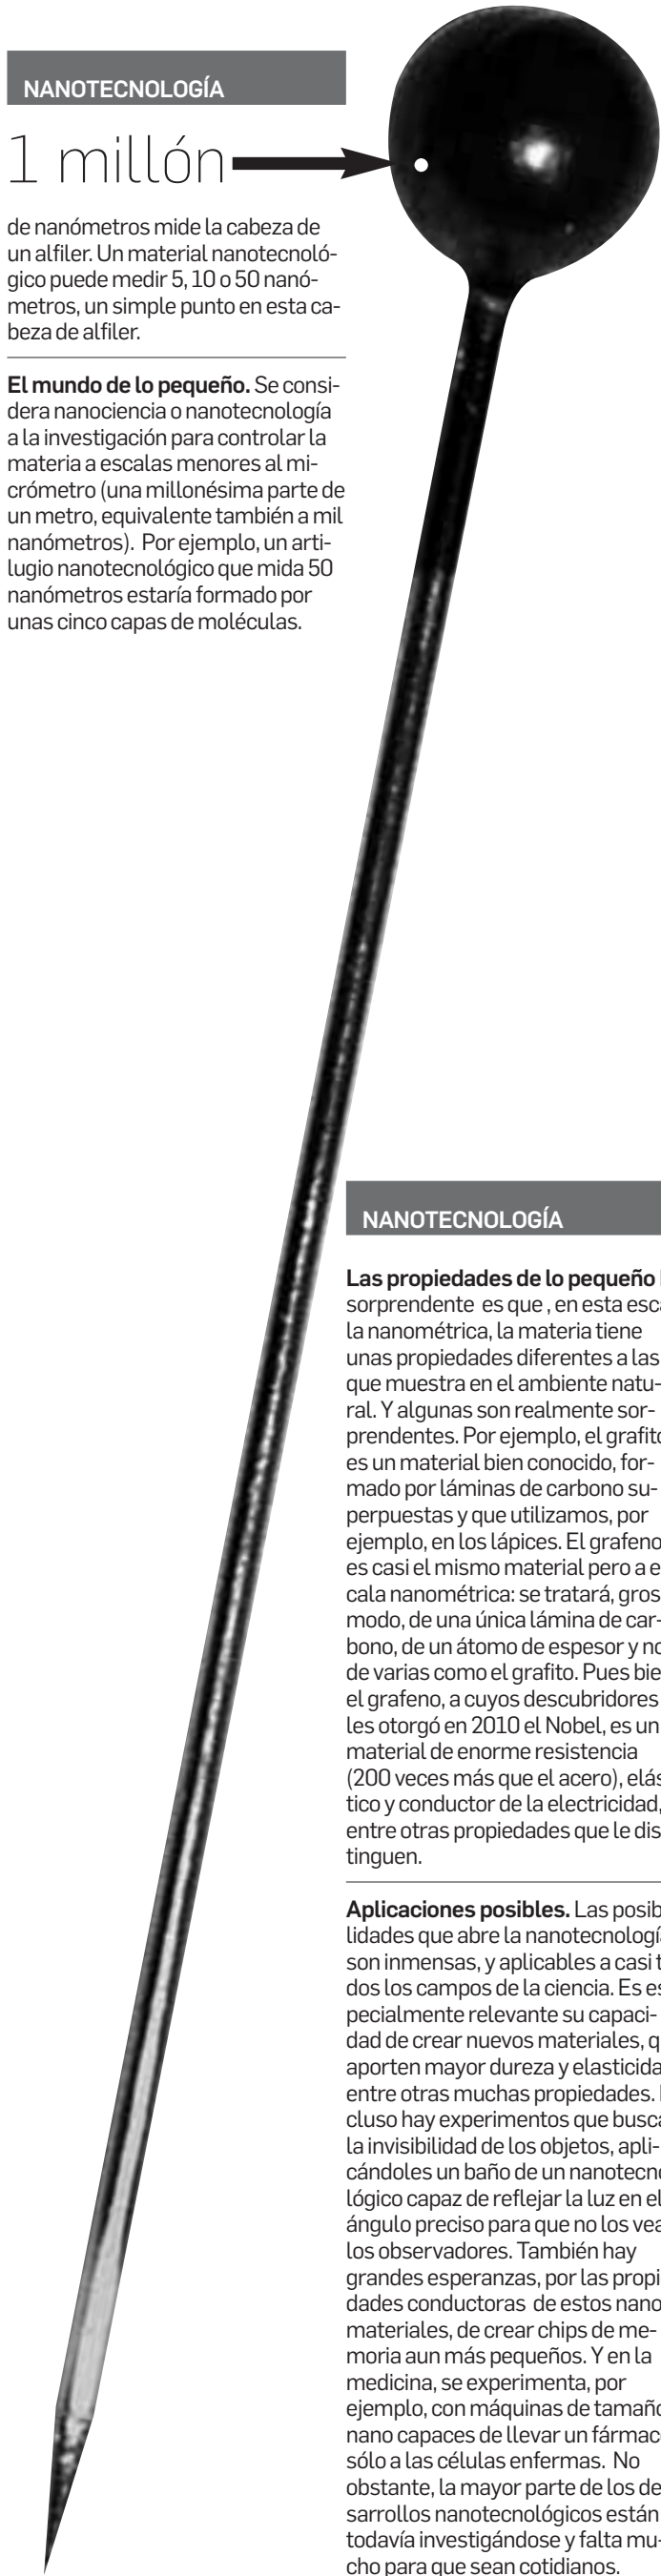 NANOTECNOLOGÍA
1 millón
de nanómetros mide la cabeza de
un alfiler. Un material nanotecnoló-
gico puede medir 5, 10 o 50 nanó-
metros, un simple punto en esta ca-
beza de alfiler.
El mundo de lo pequeño. Se consi-
dera nanociencia o nanotecnología
a la investigación para controlar la
materia a escalas menores al mi-
crómetro (una millonésima parte de
un metro, equivalente también a mil
nanómetros). Por ejemplo, un arti-
lugio nanotecnológico que mida 50
nanómetros estaría formado por
unas cinco capas de moléculas.
NANOTECNOLOGÍA
Las propiedades de lo pequeño
sorprendente es que , en esta esca
la nanométrica, la materia tiene
unas propiedades diferentes a las
que muestra en el ambiente natu-
ral. Y algunas son realmente sor-
prendentes. Por ejemplo, el grafito
es un material bien conocido, for-
mado por láminas de carbono su-
perpuestas y que utilizamos, por
ejemplo, en los lápices. El grafeno
es casi el mismo material pero a e
cala nanométrica: se tratará, gros
modo, de una única lámina de car-
bono, de un átomo de espesor y no
de varias como el grafito. Pues bie
el grafeno, a cuyos descubridores
les otorgó en 2010 el Nobel, es un
material de enorme resistencia
(200 veces más que el acero), elás
tico y conductor de la electricidad,
entre otras propiedades que le dis
tinguen.
Aplicaciones posibles. Las posib
lidades que abre la nanotecnología
son inmensas, y aplicables a casi t
dos los campos de la ciencia. Es es
pecialmente relevante su capaci-
dad de crear nuevos materiales, q
aporten mayor dureza y elasticida
entre otras muchas propiedades.
cluso hay experimentos que busca
la invisibilidad de los objetos, apli-
cándoles un baño de un nanotecno
lógico capaz de reflejar la luz en el
ángulo preciso para que no los vea
los observadores. También hay
grandes esperanzas, por las propi
dades conductoras de estos nano
materiales, de crear chips de me-
moria aun más pequeños. Y en la
medicina, se experimenta, por
ejemplo, con máquinas de tamaño
nano capaces de llevar un fármaco
sólo a las células enfermas. No
obstante, la mayor parte de los de
sarrollos nanotecnológicos están
todavía investigándose y falta mu-
cho para que sean cotidianos.